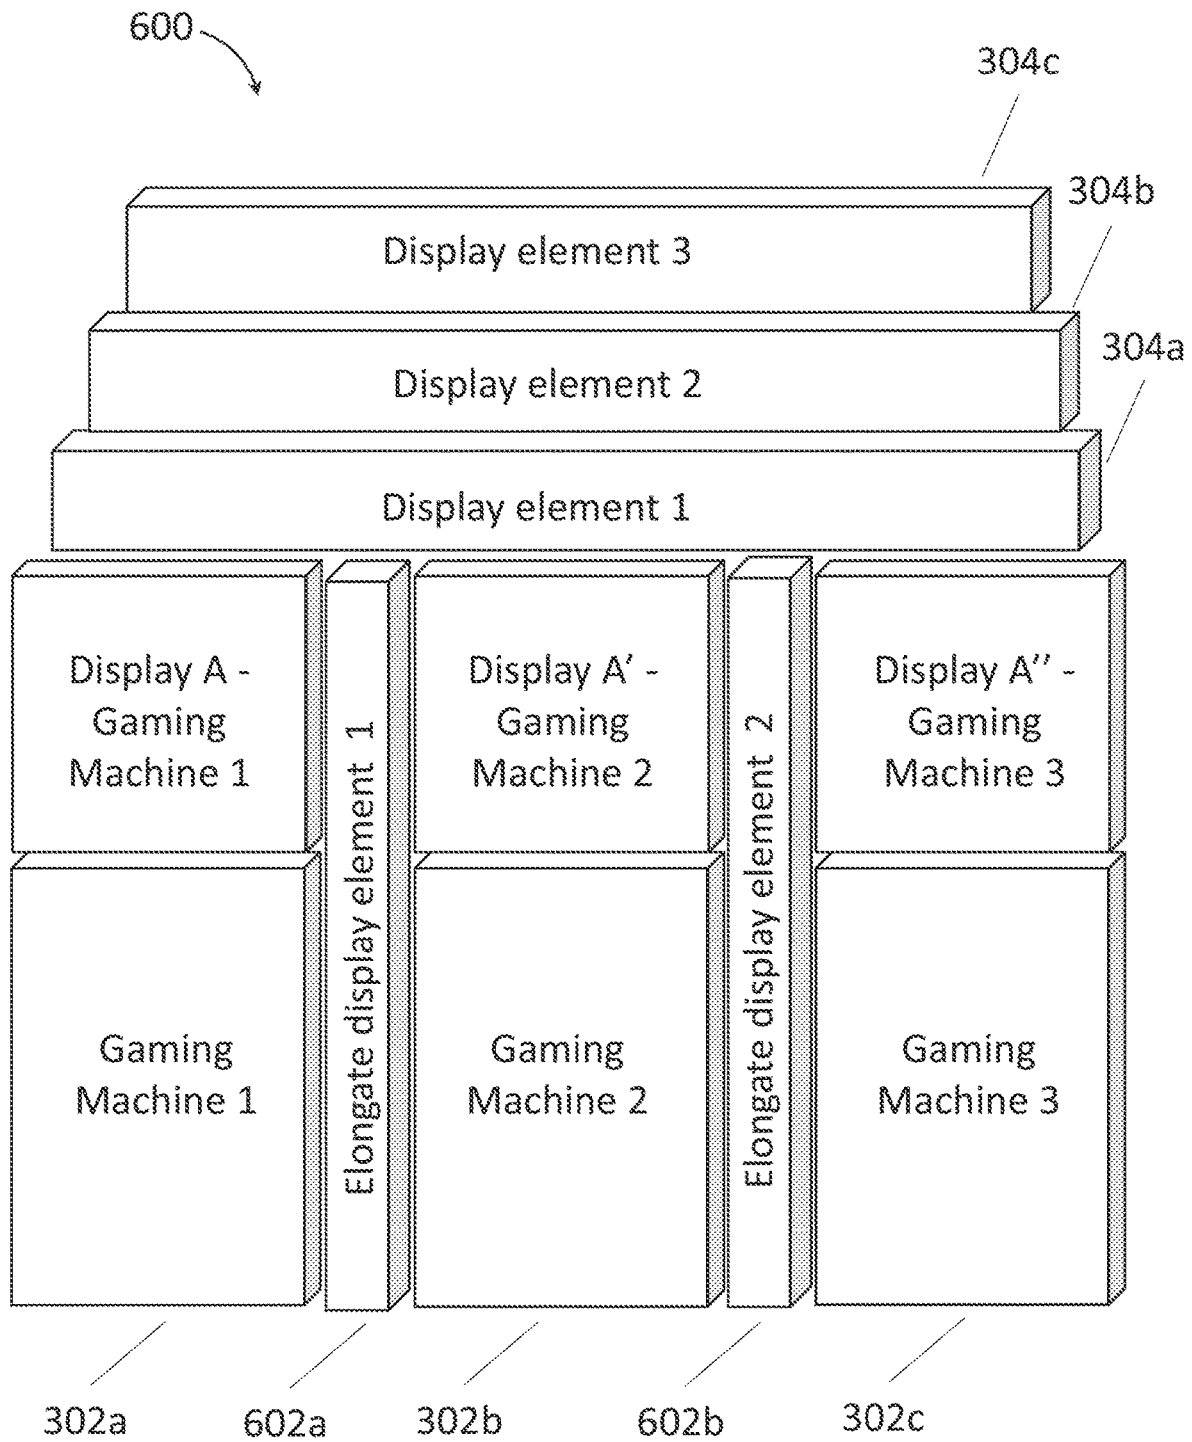 600
304c
304b
Display element 3
304a
Display element 2
Display element 1
Display A -
Gaming
Machine 1
Elongate display element 1
Display A' -
Gaming
Machine 2
Elongate display element 2
Display A'' -
Gaming
Machine 3
Gaming
Machine 1
Gaming
Machine 2
Gaming
Machine 3
302a
602a
302b
602b
302c